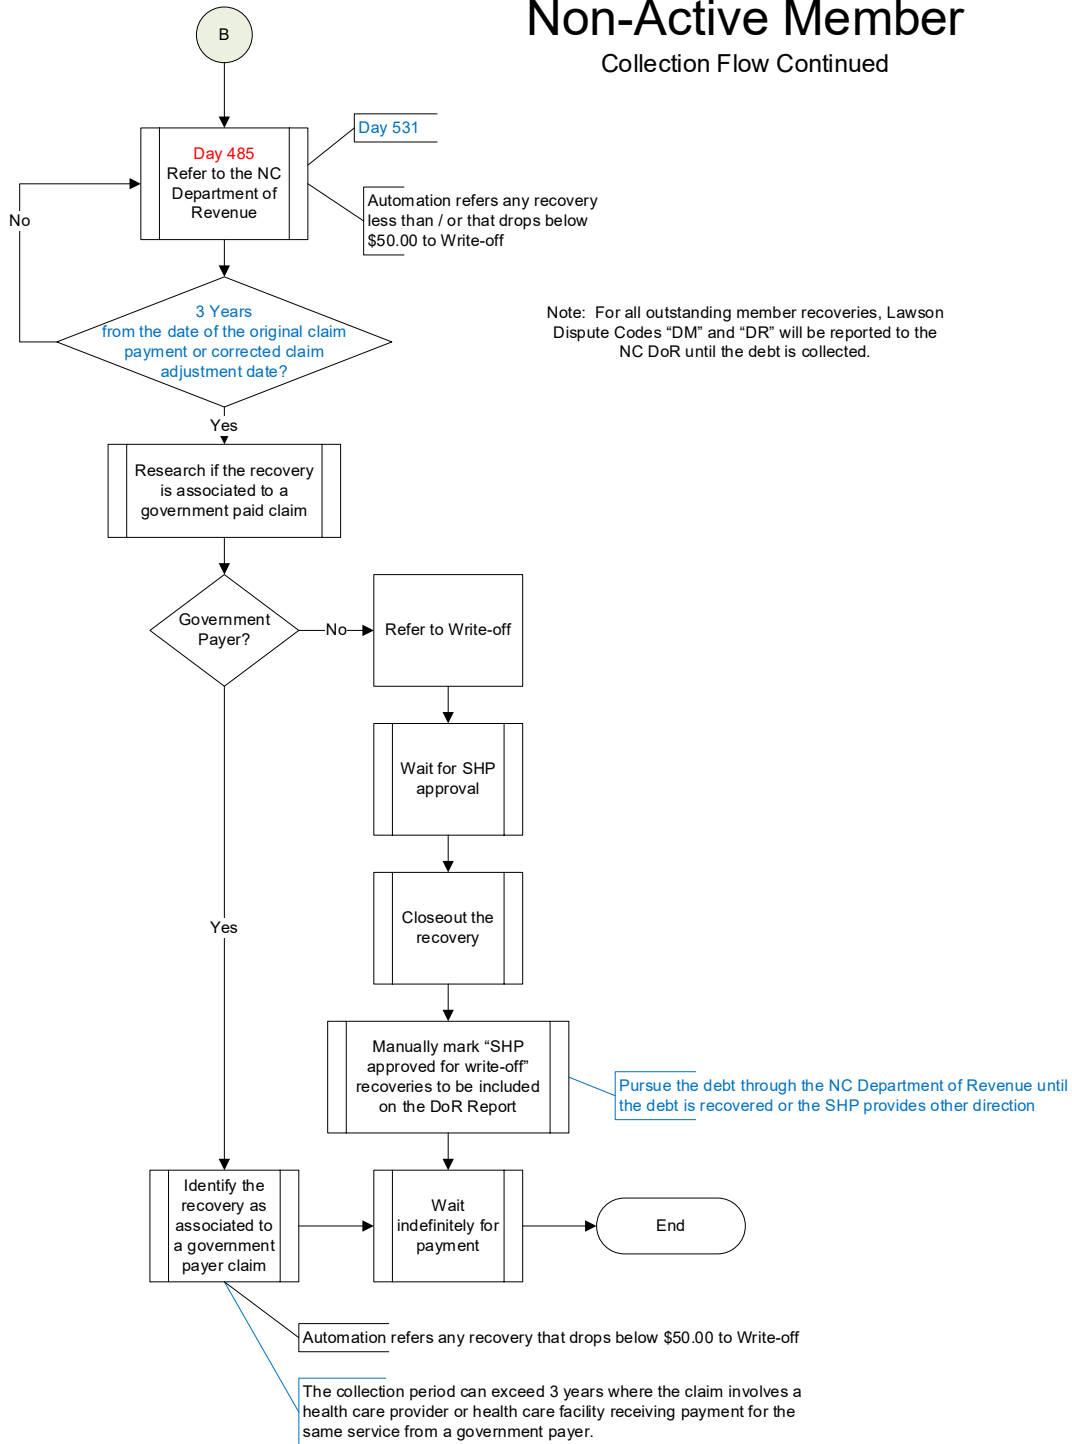 Non-Active Member
Collection Flow Continued
B
Day 485
Refer to the NC
Department of
Revenue
Day 531
Automation refers any recovery
less than / or that drops below
$50.00 to Write-off
No
3 Years
from the date of the original claim
payment or corrected claim
adjustment date?
Note:  For all outstanding member recoveries, Lawson
Dispute Codes “DM” and “DR” will be reported to the
NC DoR until the debt is collected.
Yes
Research if the recovery
is associated to a
government paid claim
Government
Payer?
No
Refer to Write-off
Wait for SHP
approval
Closeout the
recovery
Yes
Manually mark “SHP
approved for write-off”
recoveries to be included
on the DoR Report
Pursue the debt through the NC Department of Revenue until
the debt is recovered or the SHP provides other direction
Identify the
recovery as
associated to
a government
payer claim
Wait
indefinitely for
payment
End
Automation refers any recovery that drops below $50.00 to Write-off
The collection period can exceed 3 years where the claim involves a
health care provider or health care facility receiving payment for the
same service from a government payer.